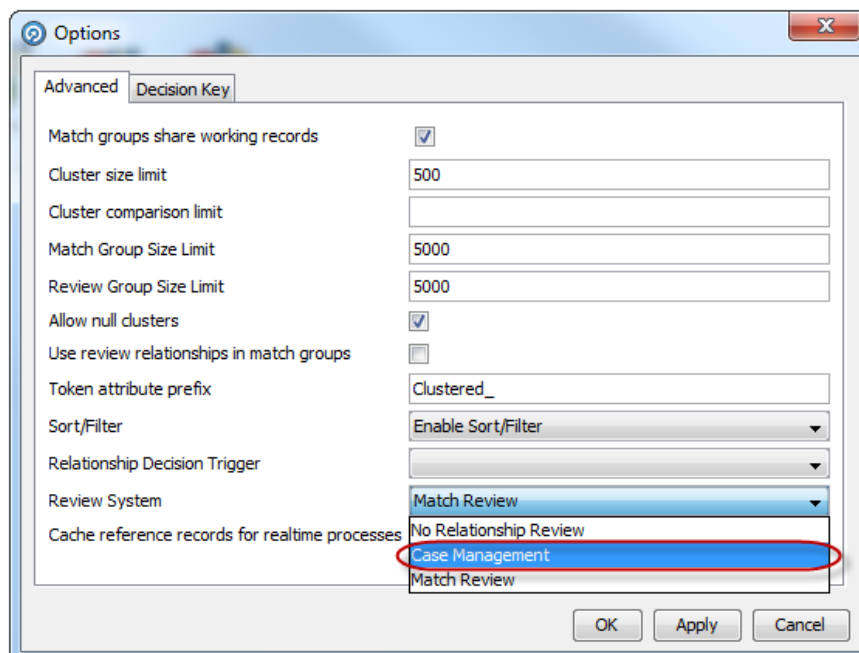 Options
Advanced
Decision Key
Match groups share working records
Cluster size limit 500
Cluster comparison limit
Match Group Size Limit 5000
Review Group Size Limit 5000
Allow null clusters
Use review relationships in match groups
Token attribute prefix Clustered_
Sort/Filter Enable Sort/Filter
Relationship Decision Trigger
Review System Match Review
Cache reference records for realtime processes No Relationship Review
Case Management
Match Review
OK Apply Cancel